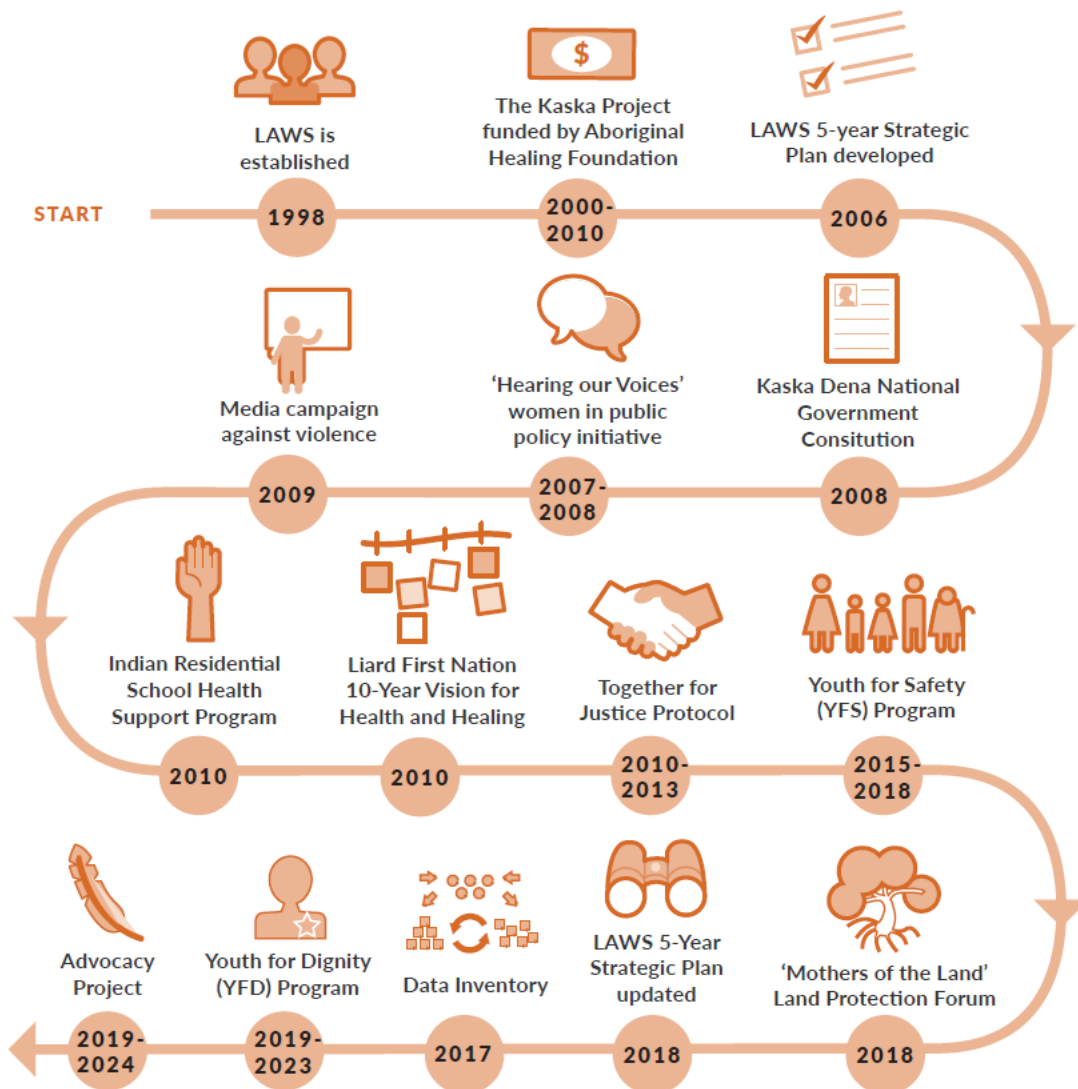 LAWS is
established
The Kaska Project
funded by Aboriginal
Healing Foundation
LAWS 5-year Strategic
Plan developed
START
1998
2000-
2010
2006
Media campaign
against violence
'Hearing our Voices'
women in public
policy initiative
Kaska Dena National
Government
Consitution
2009
2007-
2008
2008
Indian Residential
School Health
Support Program
Liard First Nation
10-Year Vision for
Health and Healing
Together for
Justice Protocol
Youth for Safety
(YFS) Program
2010
2010
2010-
2013
2015-
2018
Advocacy
Project
Youth for Dignity
(YFD) Program
Data Inventory
LAWS 5-Year
Strategic Plan
updated
'Mothers of the Land'
Land Protection Forum
2019-
2024
2019-
2023
2017
2018
2018